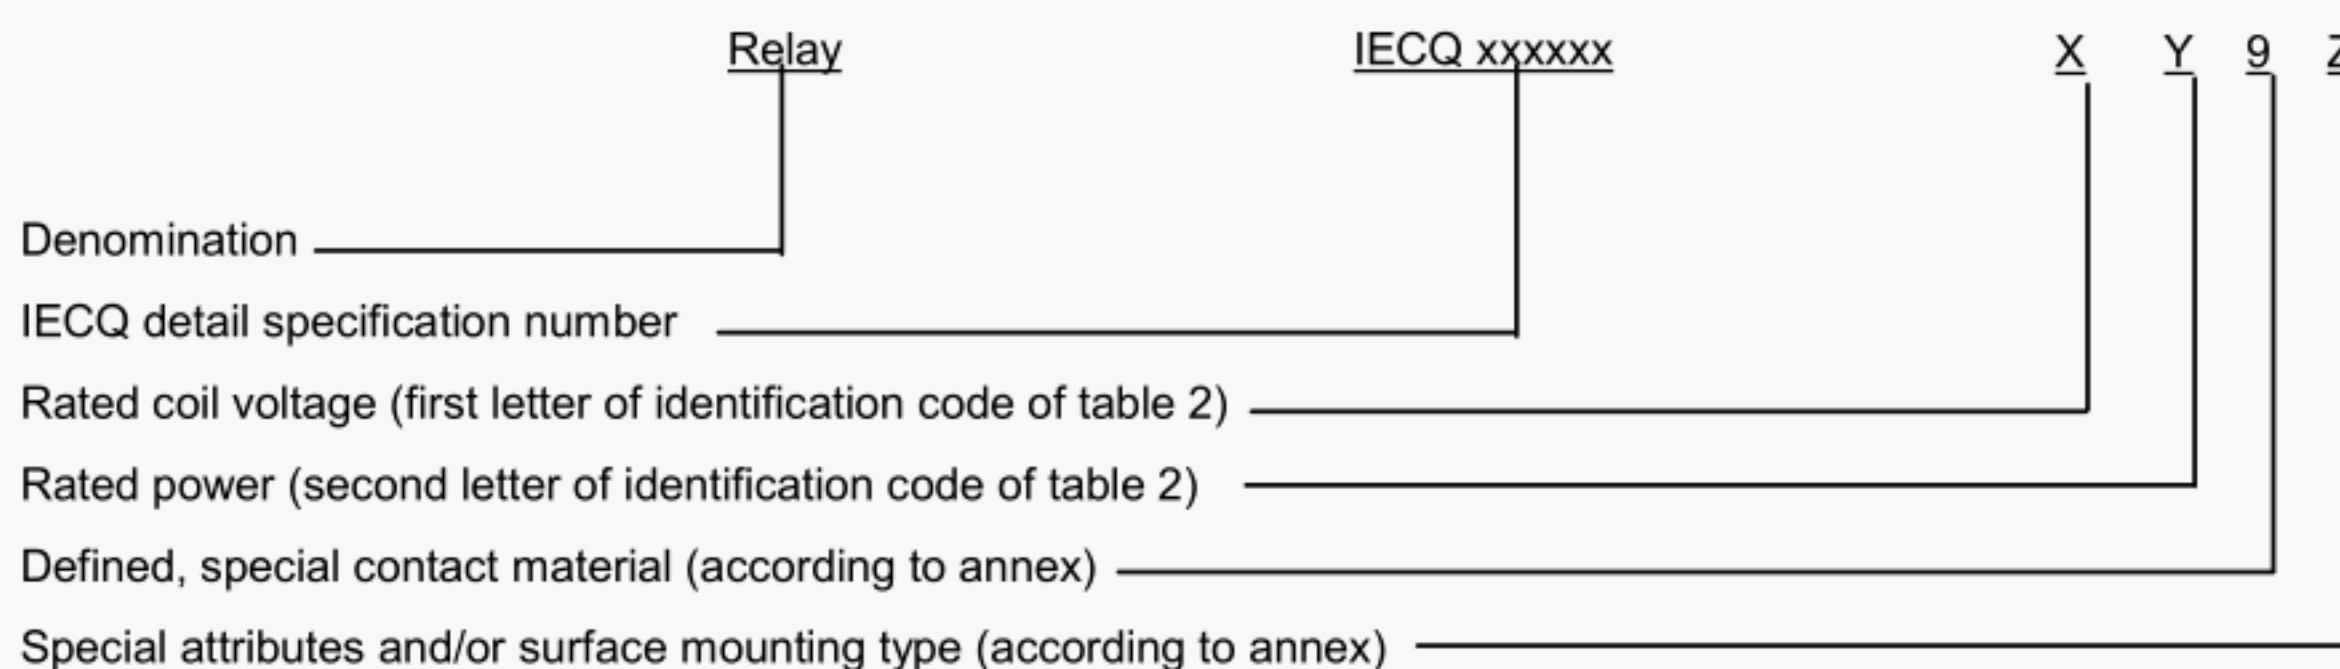 Relay IECQ xxxxxx X Y 9 Z
Denomination
IECQ detail specification number
Rated coil voltage (first letter of identification code of table 2)
Rated power (second letter of identification code of table 2)
Defined, special contact material (according to annex)
Special attributes and/or surface mounting type (according to annex)